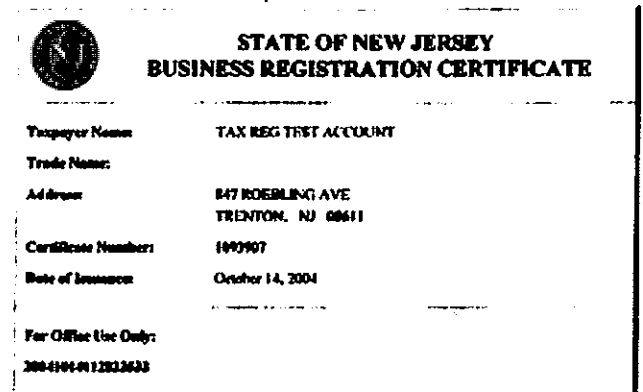 STATE OF NEW JERSEY
BUSINESS REGISTRATION CERTIFICATE
Taxpayer Name: TAX REG TEST ACCOUNT
Trade Name:
Address: 847 ROEBLING AVE
TRENTON, NJ 08611
Certificate Number: 1093907
Date of Issuance: October 14, 2004
For Office Use Only: